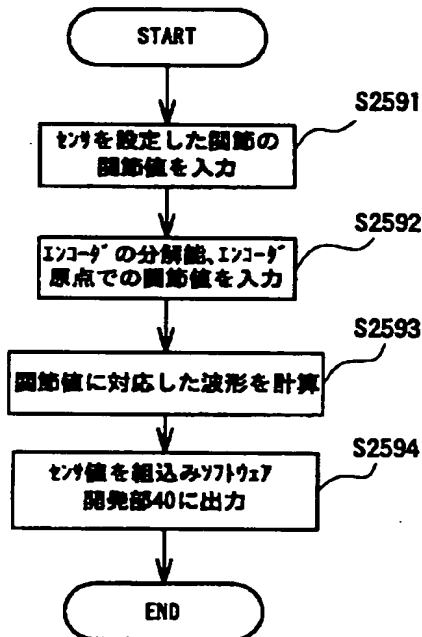 START
S2591
ｾﾝｻを設定した関節の
関節値を入力
S2592
ｴﾝｺｰﾀﾞの分解能、ｴﾝｺｰﾀﾞ
原点での関節値を入力
S2593
関節値に対応した波形を計算
S2594
ｾﾝｻ値を組込みｿﾌﾄｳｪｱ
開発部40に出力
END